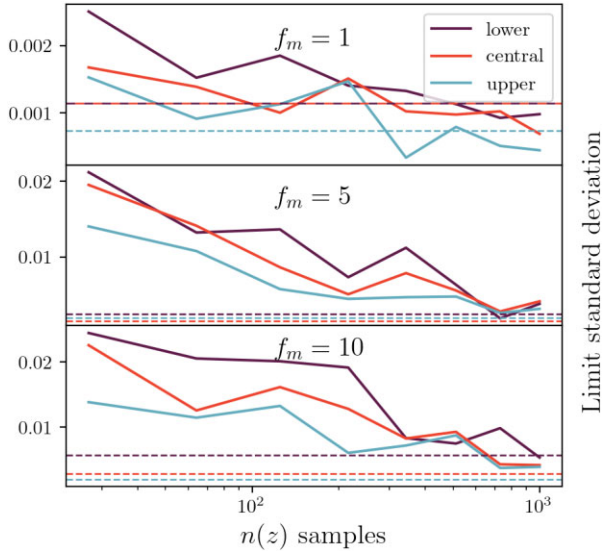 0.002
0.001
f_m = 1
lower
central
upper
0.02
0.01
f_m = 5
0.02
0.01
f_m = 10
10^2
10^3
n(z) samples
Limit standard deviation